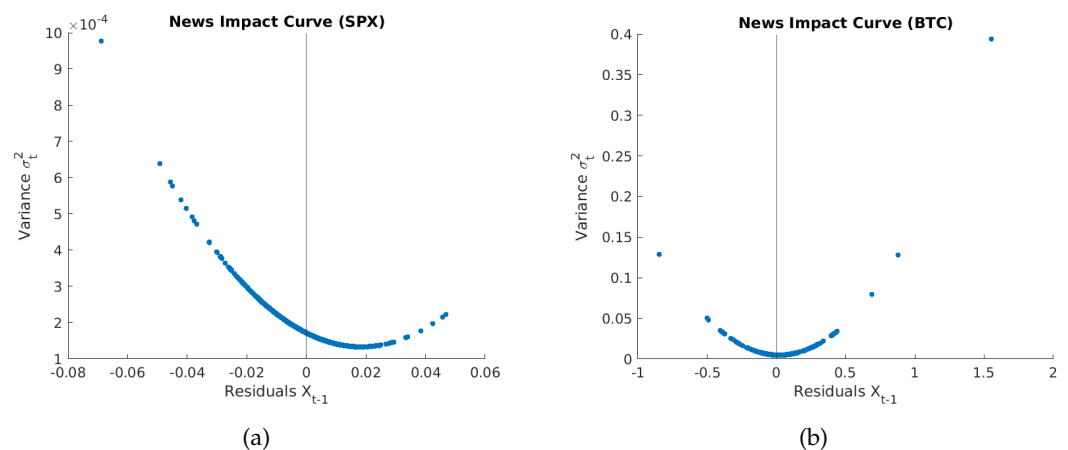 News Impact Curve (SPX)
×10⁻⁴
10
9
8
7
6
5
4
3
2
1
Variance σ²ₜ
-0.08 -0.06 -0.04 -0.02 0 0.02 0.04 0.06
Residuals Xₜ₋₁
(a)
News Impact Curve (BTC)
0.4
0.35
0.3
0.25
0.2
0.15
0.1
0.05
0
Variance σ²ₜ
-1 -0.5 0 0.5 1 1.5 2
Residuals Xₜ₋₁
(b)